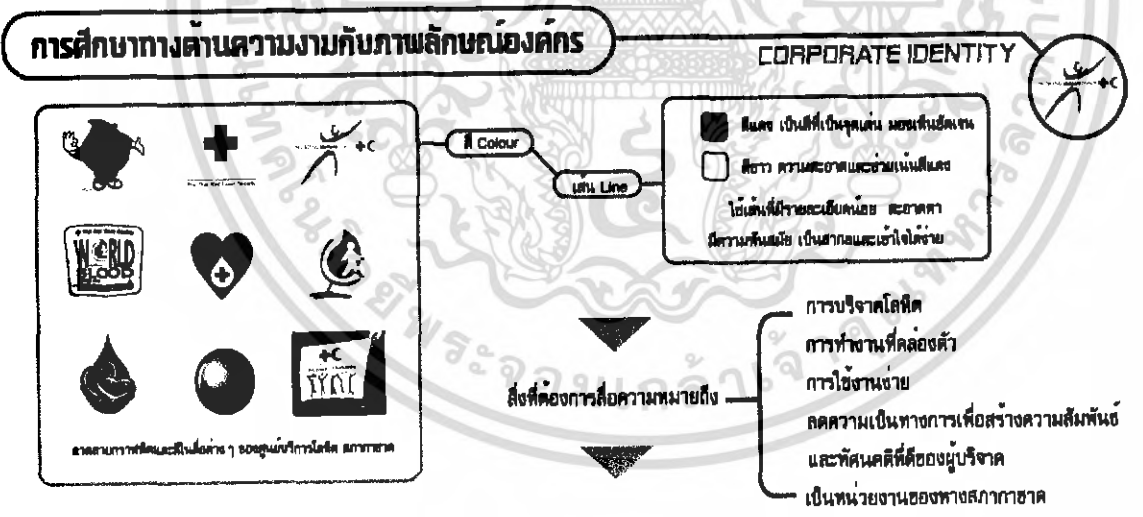 การศึกษาทางด้านความงามกับภาพลักษณ์องค์กร
CORPORATE IDENTITY
+C
+C
สี Colour
เส้น Line
สีแดง เป็นสีที่เป็นจุดเด่น มองเห็นชัดเจน
สีขาว ความสะอาดและช่วยเน้นสีแดง
ใช้เส้นที่มีรายละเอียดน้อย สะอาดตา
มีความทันสมัย เป็นสากลและเข้าใจได้ง่าย
WORLD
BLOOD
+C
ลวดลายกราฟฟิคและสีในสื่อต่าง ๆ ของศูนย์บริการโลหิต สภากาชาด
สิ่งที่ต้องการสื่อความหมายถึง
การบริจาคโลหิต
การทำงานที่คล่องตัว
การใช้งานง่าย
ลดความเป็นทางการเพื่อสร้างความสัมพันธ์
และทัศนคติที่ดีของผู้บริจาค
เป็นหน่วยงานของทางสภากาชาด